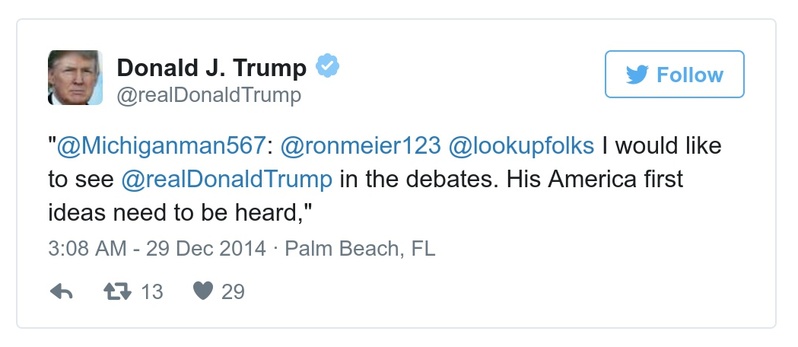 Donald J. Trump
@realDonaldTrump
Follow
"@Michiganman567: @ronmeier123 @lookupfolks I would like
to see @realDonaldTrump in the debates. His America first
ideas need to be heard,"
3:08 AM - 29 Dec 2014 · Palm Beach, FL
13 29